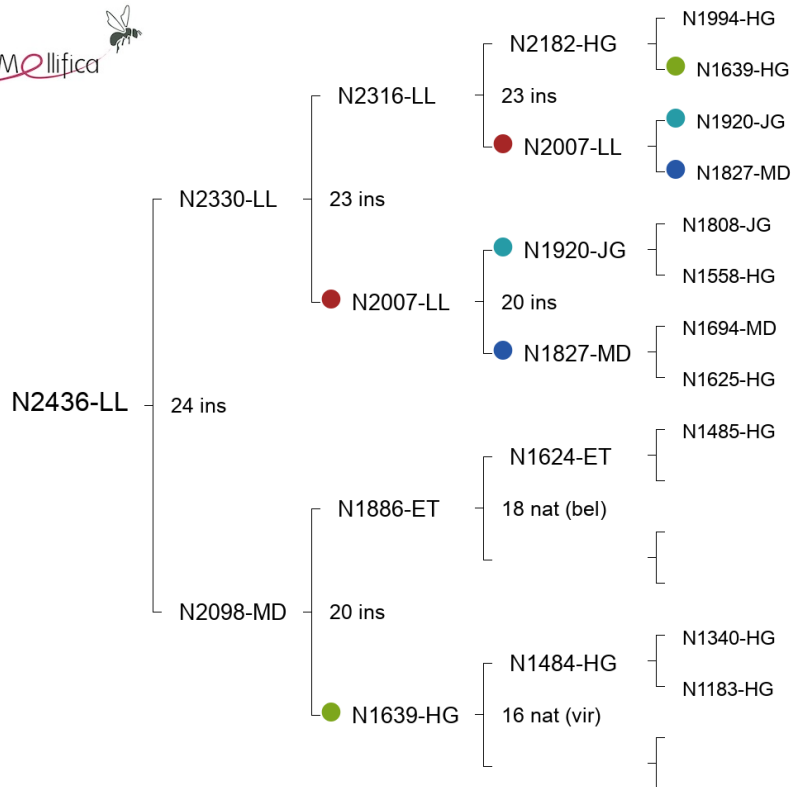 Mellifica
N1994-HG
N2182-HG
N1639-HG
N2316-LL
23 ins
N1920-JG
N2007-LL
N1827-MD
N2330-LL
23 ins
N1808-JG
N1920-JG
N1558-HG
N2007-LL
20 ins
N1694-MD
N1827-MD
N1625-HG
N2436-LL
24 ins
N1485-HG
N1624-ET
N1886-ET
18 nat (bel)
N2098-MD
20 ins
N1340-HG
N1484-HG
N1183-HG
N1639-HG
16 nat (vir)